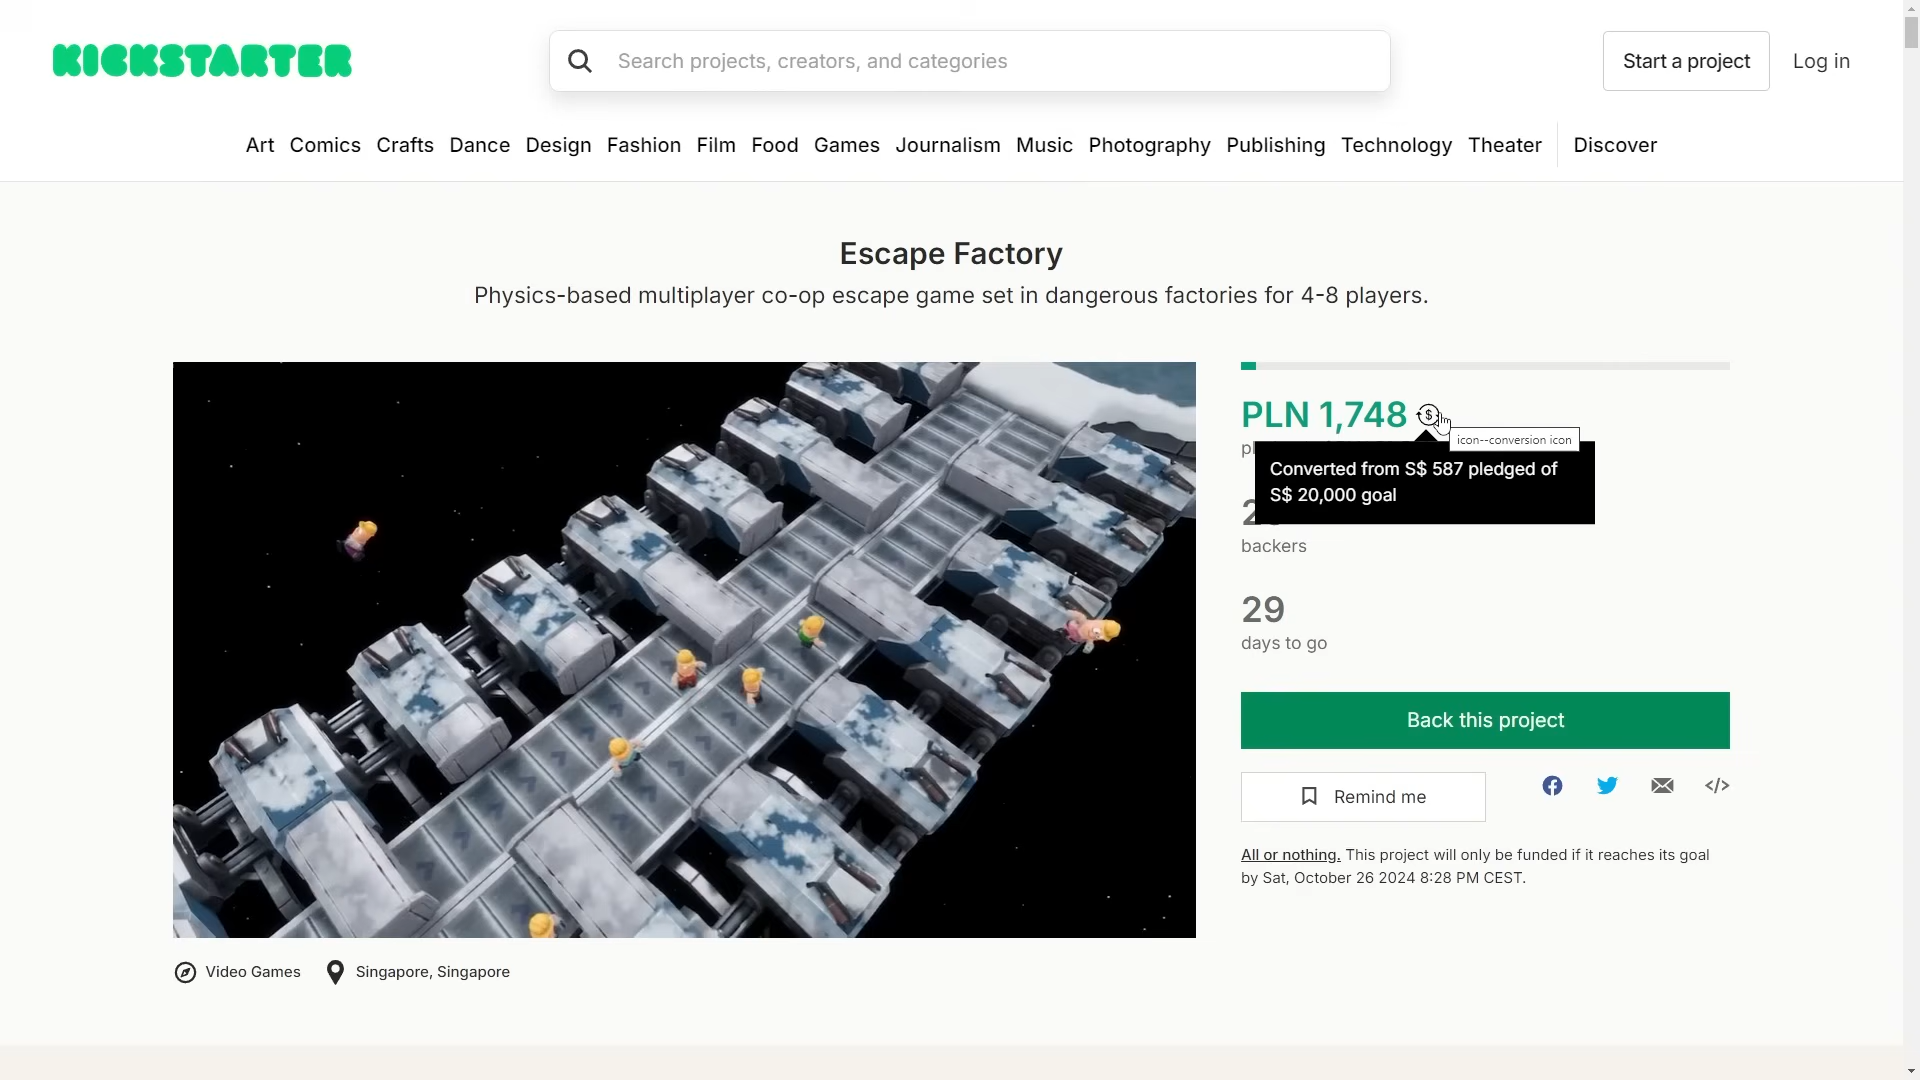 KICKSTARTER
Search projects, creators, and categories
Start a project
Log in
Art Comics Crafts Dance Design Fashion Film Food Games Journalism Music Photography Publishing Technology Theater Discover
Escape Factory
Physics-based multiplayer co-op escape game set in dangerous factories for 4-8 players.
PLN 1,748
icon--conversion icon
Converted from S$ 587 pledged of
S$ 20,000 goal
backers
29
days to go
Back this project
Remind me
All or nothing. This project will only be funded if it reaches its goal
by Sat, October 26 2024 8:28 PM CEST.
Video Games
Singapore, Singapore